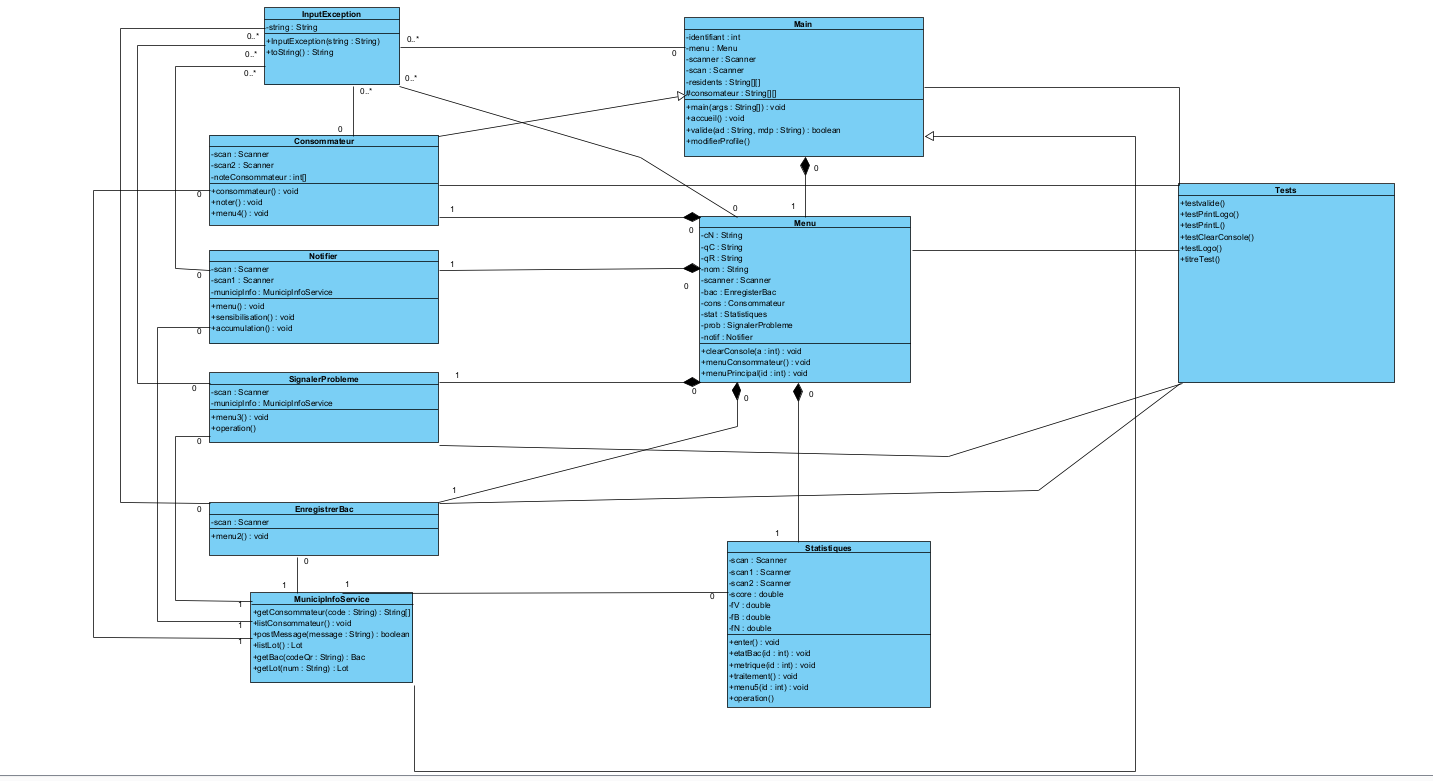 InputException
-string : String
+InputException(string : String)
+toString() : String
0..*
0..*
0..*
0..*
0..*
0..*
0
Main
-identifiant : int
-menu : Menu
-scanner : Scanner
-scan : Scanner
-residents : String[][]
#consomateur : String[][]
+main(args : String[]) : void
+accueil() : void
+valide(ad : String, mdp : String) : boolean
+modifierProfile()
0
1
0
Consommateur
-scan : Scanner
-scan2 : Scanner
-noteConsommateur : int[]
+consommateur() : void
+noter() : void
+menu4() : void
0
1
0
0
Tests
+testvalide()
+testPrintLogo()
+testPrintL()
+testClearConsole()
+testLogo()
+titreTest()
Menu
-cN : String
-qC : String
-qR : String
-nom : String
-scanner : Scanner
-bac : EnregisterBac
-cons : Consommateur
-stat : Statistiques
-prob : SignalerProbleme
-notif : Notifier
+clearConsole(a : int) : void
+menuConsommateur() : void
+menuPrincipal(id : int) : void
Notifier
-scan : Scanner
-scan1 : Scanner
-municipInfo : MunicipInfoService
+menu() : void
+sensibilisation() : void
+accumulation() : void
0
0
1
0
SignalerProbleme
-scan : Scanner
-municipInfo : MunicipInfoService
+menu3() : void
+operation()
0
0
1
0
0
0
EnregistrerBac
-scan : Scanner
+menu2() : void
1
0
0
1
1
MunicipInfoService
+getConsommateur(code : String) : String[]
+listConsommateur() : void
+postMessage(message : String) : boolean
+listLot() : Lot
+getBac(codeQr : String) : Bac
+getLot(num : String) : Lot
1
1
1
0
1
Statistiques
-scan : Scanner
-scan1 : Scanner
-scan2 : Scanner
-score : double
-fV : double
-fB : double
-fN : double
+enter() : void
+etatBac(id : int) : void
+metrique(id : int) : void
+traitement() : void
+menu5(id : int) : void
+operation()